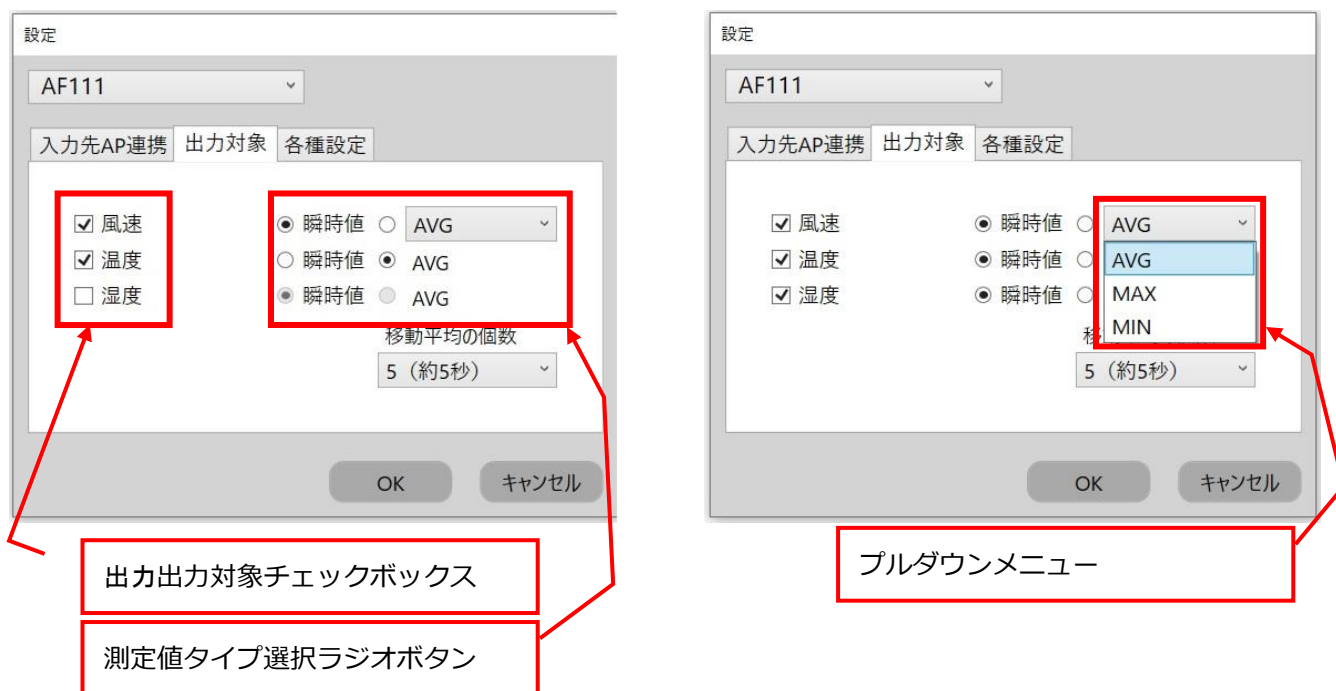 設定
AF111
入力先AP連携 出力対象 各種設定
風速 瞬時値 AVG
温度 瞬時値 AVG
湿度 瞬時値 AVG
移動平均の個数
5（約5秒）
OK キャンセル
出力出力対象チェックボックス
測定値タイプ選択ラジオボタン
設定
AF111
入力先AP連携 出力対象 各種設定
風速 瞬時値 AVG
温度 瞬時値 AVG
湿度 瞬時値 MAX
移 MIN
5（約5秒）
OK キャンセル
プルダウンメニュー